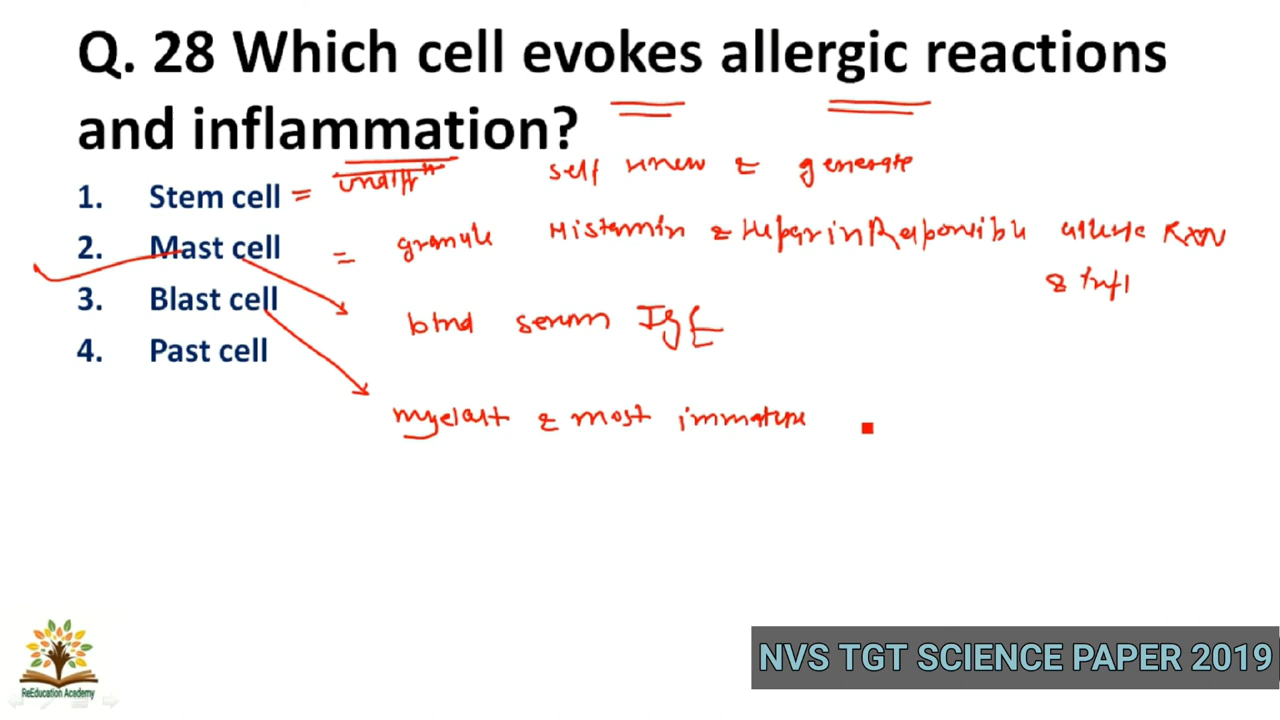 Q. 28 Which cell evokes allergic reactions
and inflammation?
1. Stem cell = undiffn self renew & generate
2. Mast cell = granule Histamin & Heparin Responsible allergic RXN
& Infl
3. Blast cell
bind serum IgE
4. Past cell
& most immature
ReEducation Academy
NVS TGT SCIENCE PAPER 2019